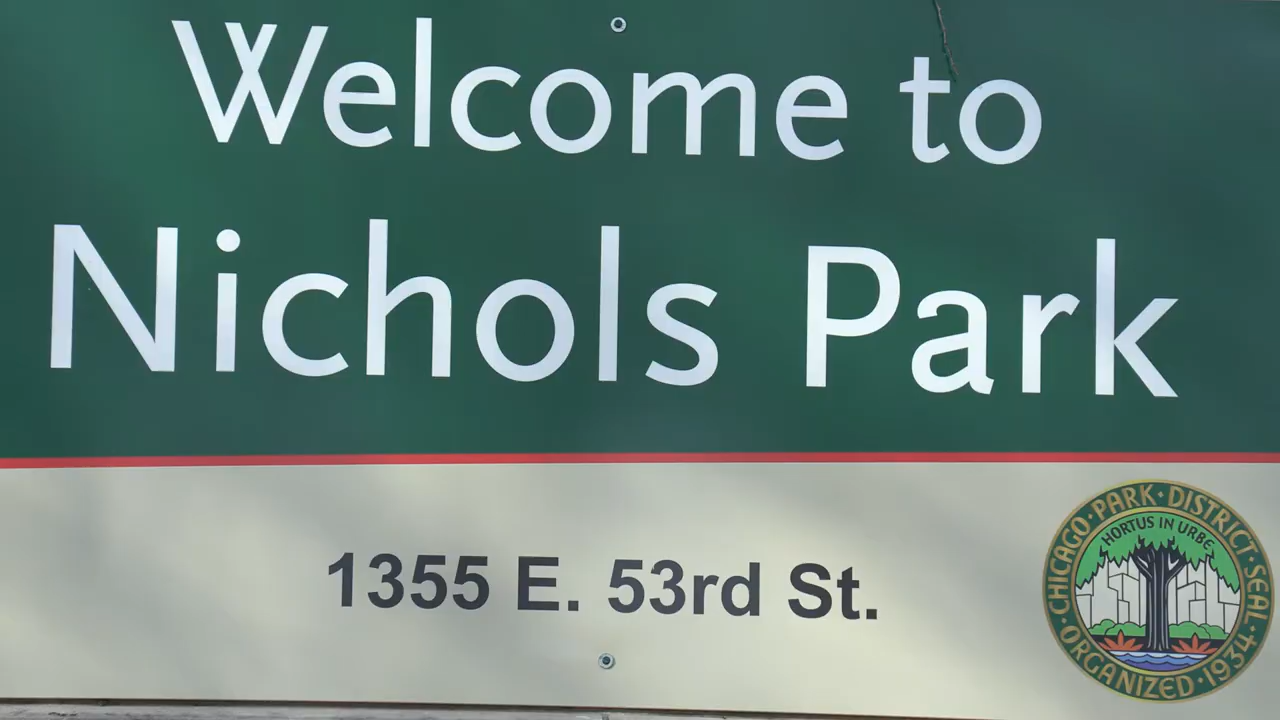 Welcome to
Nichols Park
1355 E. 53rd St.
CHICAGO·PARK·DISTRICT·SEAL·
HORTUS IN URBE
ORGANIZED·1934·